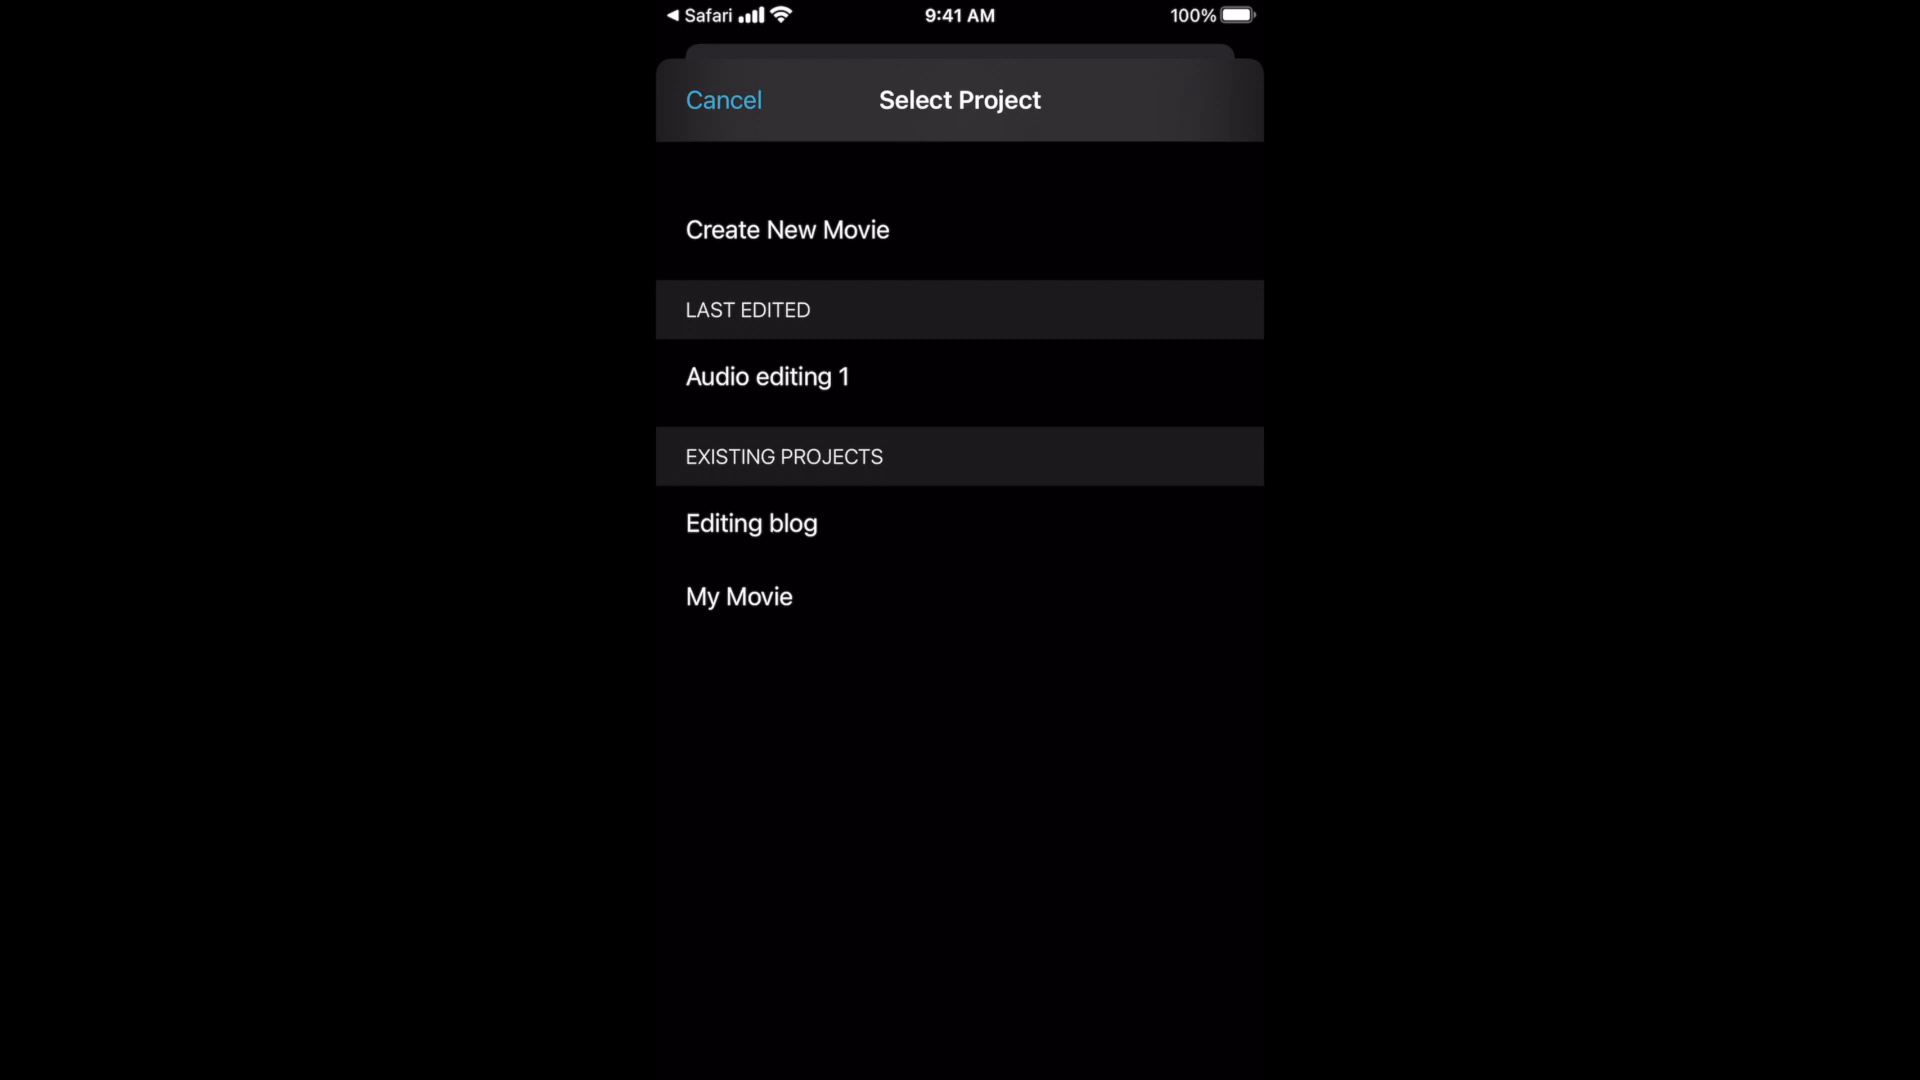 Safari 9:41 AM 100%
Cancel Select Project
Create New Movie
LAST EDITED
Audio editing 1
EXISTING PROJECTS
Editing blog
My Movie